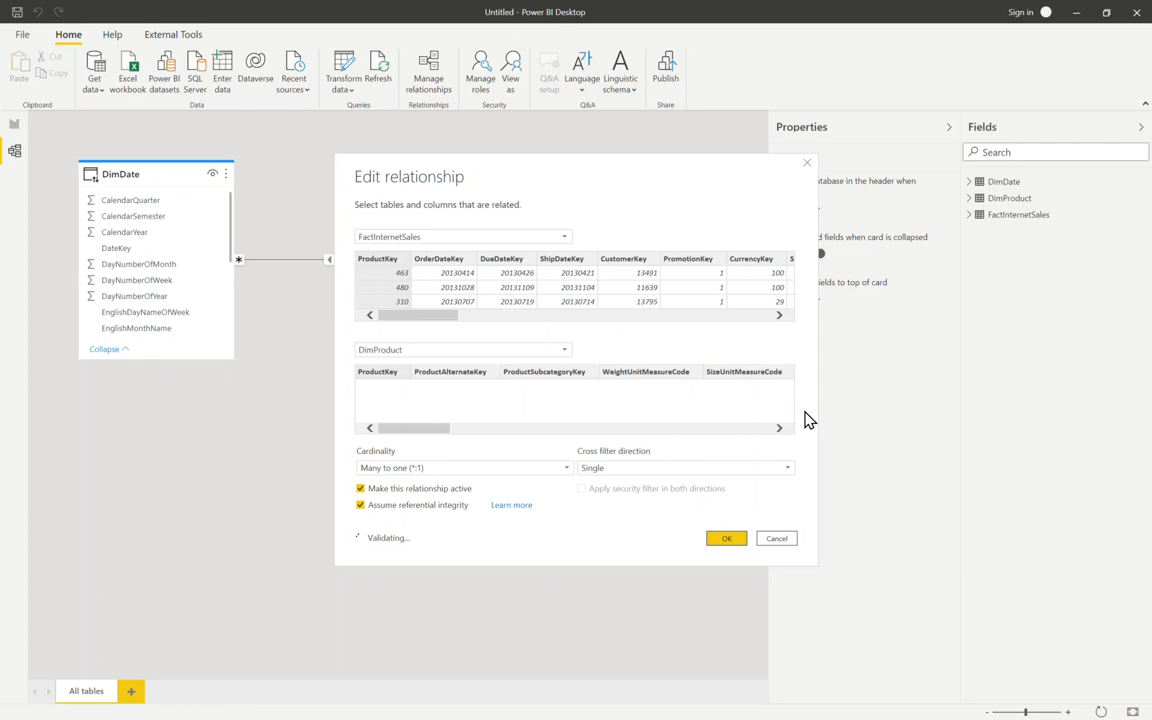 Untitled - Power BI Desktop
Sign in
File Home Help External Tools
Paste
Cut
Copy
Clipboard
Get data
Excel workbook
Power BI datasets
SQL Server
Enter data
Dataverse
Recent sources
Data
Transform data
Refresh
Queries
Manage relationships
Relationships
Manage roles
View as
Security
Q&A setup
Language
Linguistic schema
Q&A
Publish
Share
DimDate
CalendarQuarter
CalendarSemester
CalendarYear
DateKey
DayNumberOfMonth
DayNumberOfWeek
DayNumberOfYear
EnglishDayNameOfWeek
EnglishMonthName
Collapse
*
Edit relationship
Select tables and columns that are related.
FactInternetSales
ProductKey OrderDateKey DueDateKey ShipDateKey CustomerKey PromotionKey CurrencyKey S
463 20130414 20130426 20130421 13491 1 100
480 20131028 20131109 20131104 11639 1 100
310 20130707 20130719 20130714 13795 1 29
DimProduct
ProductKey ProductAlternateKey ProductSubcategoryKey WeightUnitMeasureCode SizeUnitMeasureCode
Cardinality
Many to one (*:1)
Cross filter direction
Single
Make this relationship active
Apply security filter in both directions
Assume referential integrity Learn more
Validating...
OK Cancel
Properties
atabase in the header when
d fields when card is collapsed
ields to top of card
Fields
Search
DimDate
DimProduct
FactInternetSales
All tables
+
- +